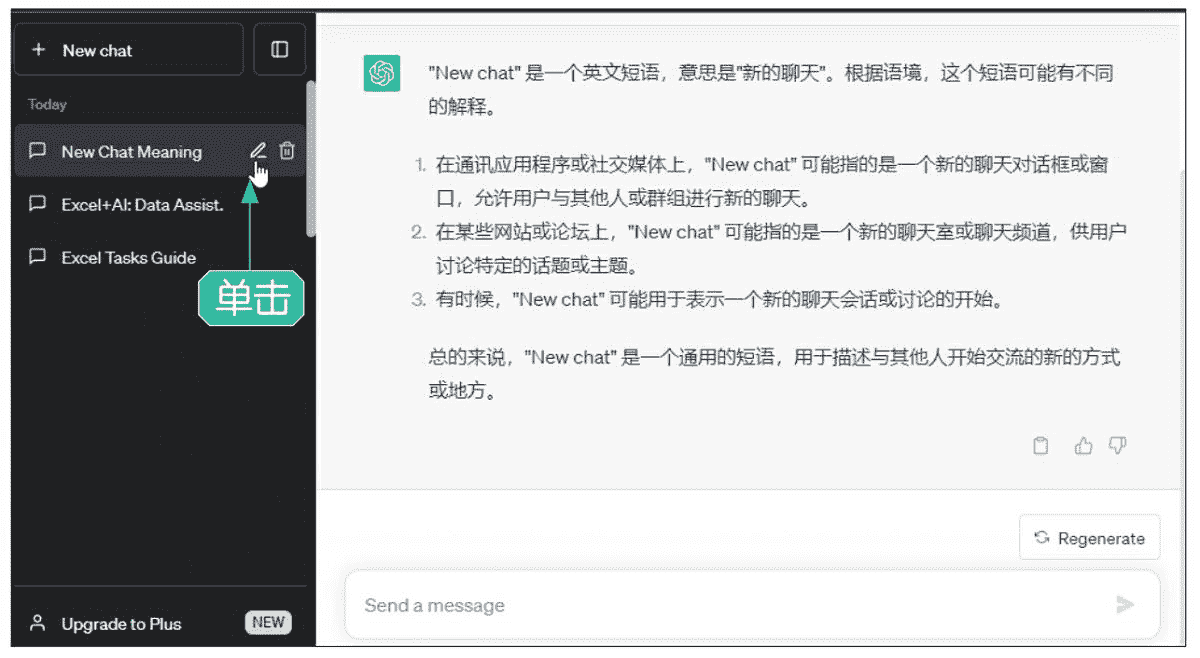 New chat
Today
New Chat Meaning
Excel+AI: Data Assist.
Excel Tasks Guide
单击
Upgrade to Plus
NEW
"New chat" 是一个英文短语，意思是"新的聊天"。根据语境，这个短语可能有不同
的解释。
1. 在通讯应用程序或社交媒体上，"New chat" 可能指的是一个新的聊天对话框或窗
口，允许用户与其他人或群组进行新的聊天。
2. 在某些网站或论坛上，"New chat" 可能指的是一个新的聊天室或聊天频道，供用户
讨论特定的话题或主题。
3. 有时候，"New chat" 可能用于表示一个新的聊天会话或讨论的开始。
总的来说，"New chat" 是一个通用的短语，用于描述与其他人开始交流的新的方式
或地方。
Regenerate
Send a message